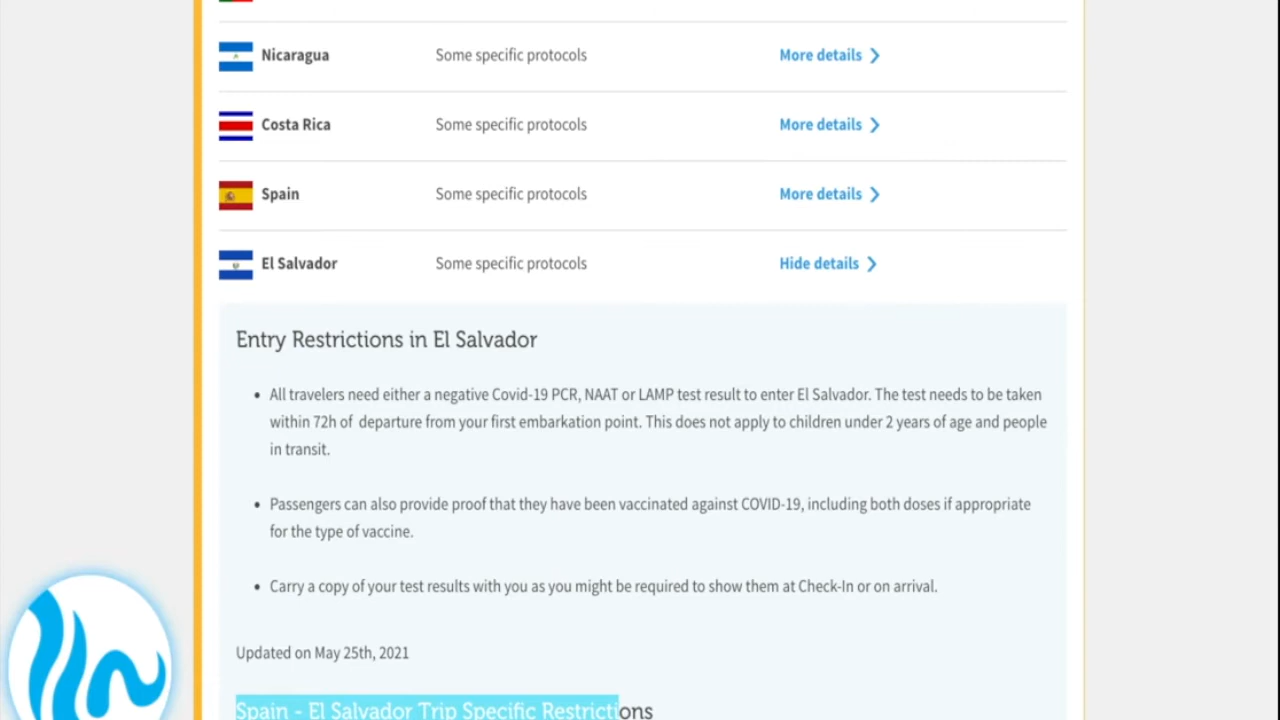 Nicaragua Some specific protocols More details
Costa Rica Some specific protocols More details
Spain Some specific protocols More details
El Salvador Some specific protocols Hide details
Entry Restrictions in El Salvador
• All travelers need either a negative Covid-19 PCR, NAAT or LAMP test result to enter El Salvador. The test needs to be taken
within 72h of departure from your first embarkation point. This does not apply to children under 2 years of age and people
in transit.
• Passengers can also provide proof that they have been vaccinated against COVID-19, including both doses if appropriate
for the type of vaccine.
• Carry a copy of your test results with you as you might be required to show them at Check-In or on arrival.
Updated on May 25th, 2021
Spain - El Salvador Trip Specific Restrictions